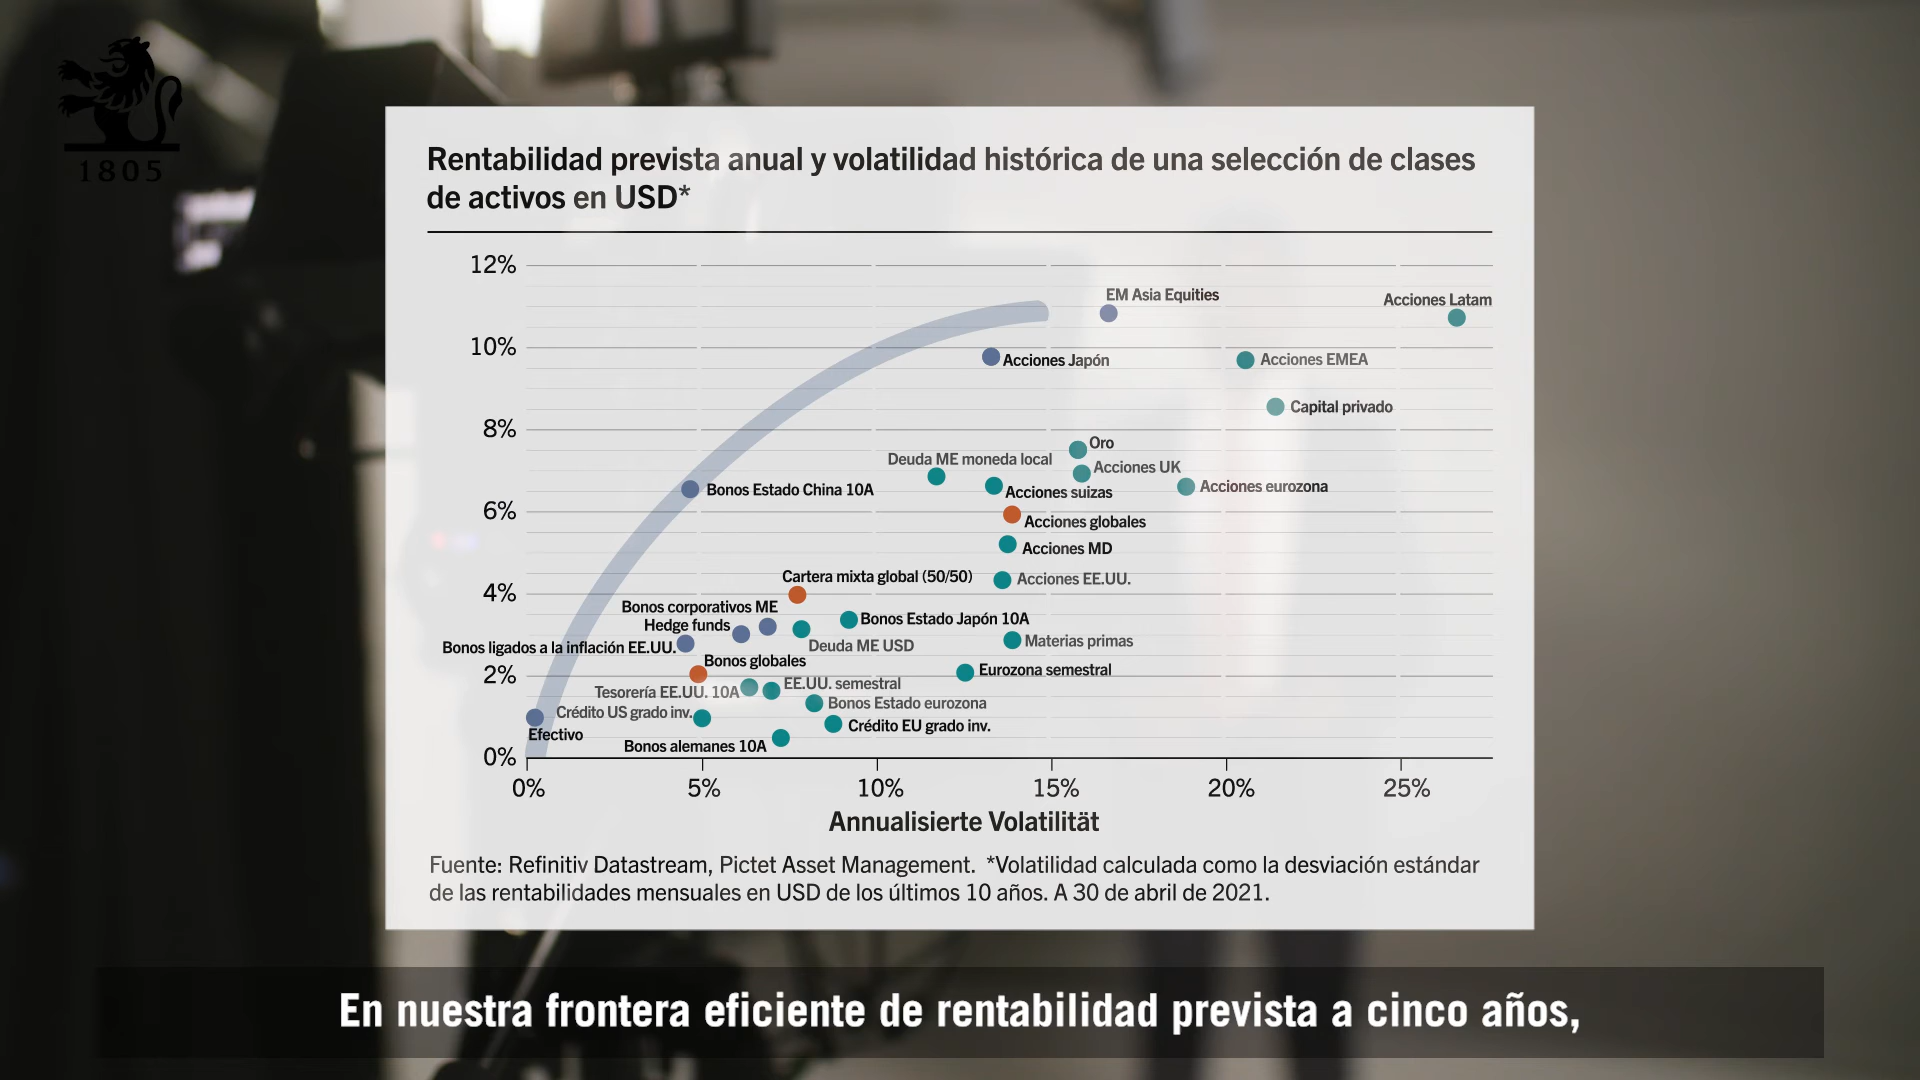 1805
Rentabilidad prevista anual y volatilidad histórica de una selección de clases
de activos en USD*
12%
EM Asia Equities
Acciones Latam
10%
Acciones Japón
Acciones EMEA
Capital privado
8%
Oro
Deuda ME moneda local
Acciones UK
Bonos Estado China 10A
Acciones suizas
Acciones eurozona
6%
Acciones globales
Acciones MD
Cartera mixta global (50/50)
Acciones EE.UU.
4%
Bonos corporativos ME
Hedge funds
Bonos Estado Japón 10A
Bonos ligados a la inflación EE.UU.
Deuda ME USD
Materias primas
Bonos globales
2%
Eurozona semestral
Tesorería EE.UU. 10A
EE.UU. semestral
Bonos Estado eurozona
Crédito US grado inv.
Crédito EU grado inv.
Efectivo
Bonos alemanes 10A
0%
0% 5% 10% 15% 20% 25%
Annualisierte Volatilität
Fuente: Refinitiv Datastream, Pictet Asset Management. *Volatilidad calculada como la desviación estándar
de las rentabilidades mensuales en USD de los últimos 10 años. A 30 de abril de 2021.
En nuestra frontera eficiente de rentabilidad prevista a cinco años,